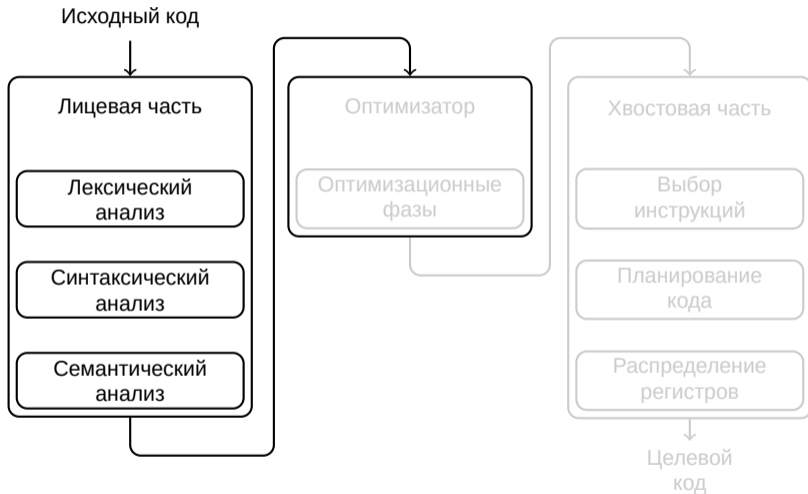 Исходный код
Лицевая часть
Лексический
анализ
Синтаксический
анализ
Семантический
анализ
Оптимизатор
Оптимизационные
фазы
Хвостовая часть
Выбор
инструкций
Планирование
кода
Распределение
регистров
Целевой
код